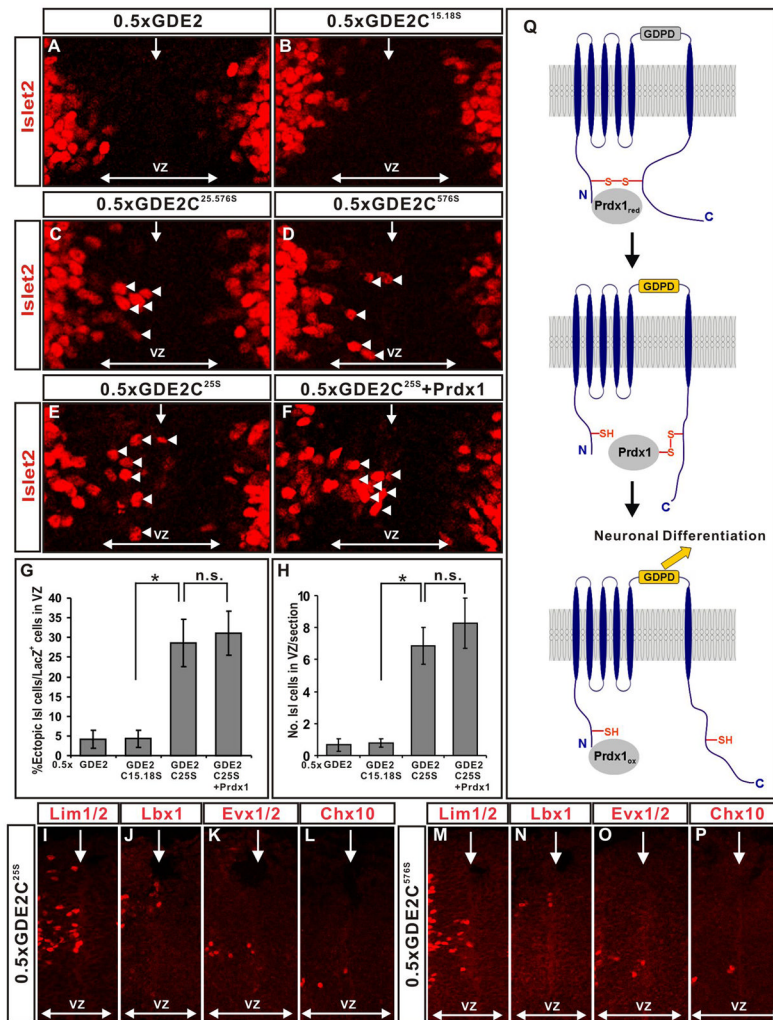 0.5xGDE2
0.5xGDE2C15.18S
Q
Islet2
A
B
VZ
VZ
GDPD
S S
N
Prdx1red
C
0.5xGDE2C25.576S
0.5xGDE2C576S
Islet2
C
D
VZ
VZ
GDPD
SH
N
Prdx1
S
S
C
0.5xGDE2C25S
0.5xGDE2C25S+Prdx1
Islet2
E
F
VZ
VZ
Neuronal Differentiation
GDPD
SH
N
Prdx1ox
SH
C
G
* n.s.
%Ectopic Isl cells/LacZ+ cells in VZ
40
35
30
25
20
15
10
5
0
0.5x GDE2 GDE2 C15.18S GDE2 C25S GDE2 C25S +Prdx1
H
* n.s.
No. Isl cells in VZ/section
10
8
6
4
2
0
0.5x GDE2 GDE2 C15.18S GDE2 C25S GDE2 C25S +Prdx1
Lim1/2 Lbx1 Evx1/2 Chx10
0.5xGDE2C25S
I J K L
VZ VZ VZ VZ
Lim1/2 Lbx1 Evx1/2 Chx10
0.5xGDE2C576S
M N O P
VZ VZ VZ VZ